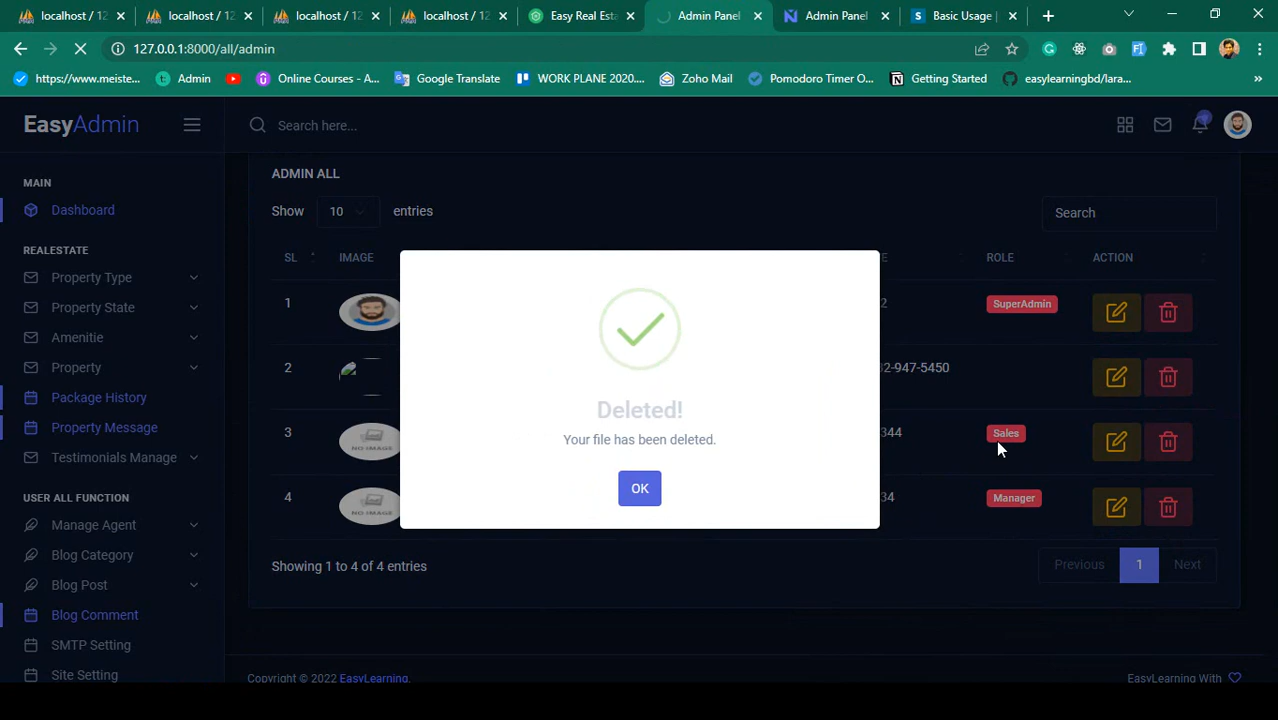 localhost / 12
localhost / 12
localhost / 12
localhost / 12
Easy Real Est
Admin Panel
Admin Panel
Basic Usage |
127.0.0.1:8000/all/admin
https://www.meiste...
Admin
Online Courses - A...
Google Translate
WORK PLANE 2020....
Zoho Mail
Pomodoro Timer O...
Getting Started
easylearningbd/lara...
EasyAdmin
Search here...
MAIN
Dashboard
REALESTATE
Property Type
Property State
Amenitie
Property
Package History
Property Message
Testimonials Manage
USER ALL FUNCTION
Manage Agent
Blog Category
Blog Post
Blog Comment
SMTP Setting
Site Setting
ADMIN ALL
Show 10 entries
Search
SL IMAGE E ROLE ACTION
1 2 SuperAdmin
2 2-947-5450
3 344 Sales
4 34 Manager
Deleted!
Your file has been deleted.
OK
Showing 1 to 4 of 4 entries
Previous 1 Next
Copyright © 2022 EasyLearning.
EasyLearning With